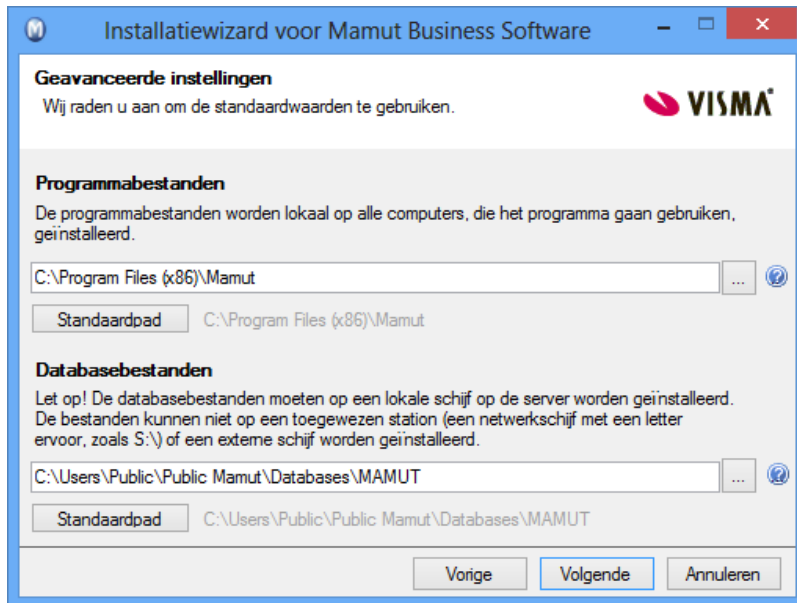 Installatiewizard voor Mamut Business Software
Geavanceerde instellingen
Wij raden u aan om de standaardwaarden te gebruiken.
VISMA
Programmabestanden
De programmabestanden worden lokaal op alle computers, die het programma gaan gebruiken,
geïnstalleerd.
C:\Program Files (x86)\Mamut
...
Standaardpad
C:\Program Files (x86)\Mamut
Databasebestanden
Let op! De databasebestanden moeten op een lokale schijf op de server worden geïnstalleerd.
De bestanden kunnen niet op een toegewezen station (een netwerkschijf met een letter
ervoor, zoals S:\) of een externe schijf worden geïnstalleerd.
C:\Users\Public\Public Mamut\Databases\MAMUT
...
Standaardpad
C:\Users\Public\Public Mamut\Databases\MAMUT
Vorige
Volgende
Annuleren